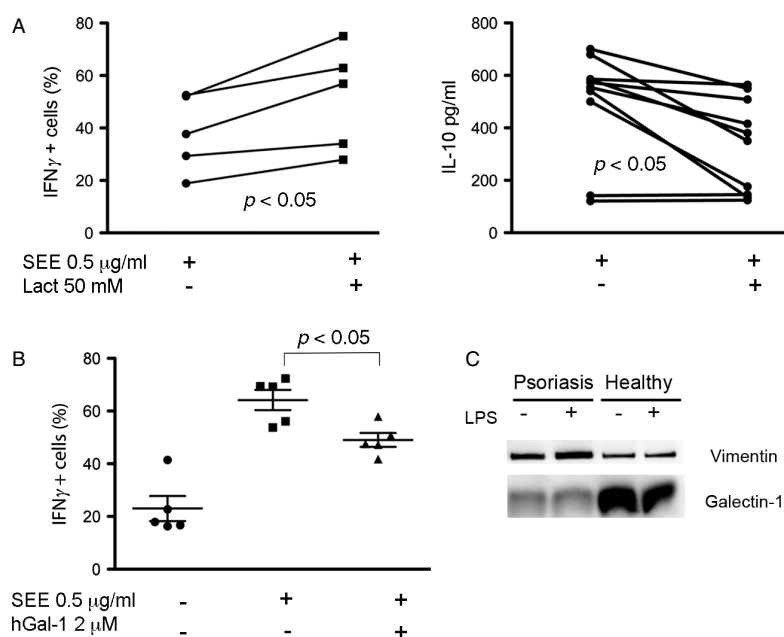 A
IFNγ + cells (%)
80
60
40
20
0
p < 0.05
SEE 0.5 μg/ml + +
Lact 50 mM - +
IL-10 pg/ml
800
600
400
200
0
p < 0.05
+ +
- +
B
IFNγ + cells (%)
80
60
40
20
0
p < 0.05
SEE 0.5 μg/ml - + +
hGal-1 2 μM - - +
C
Psoriasis Healthy
LPS - + - +
Vimentin
Galectin-1